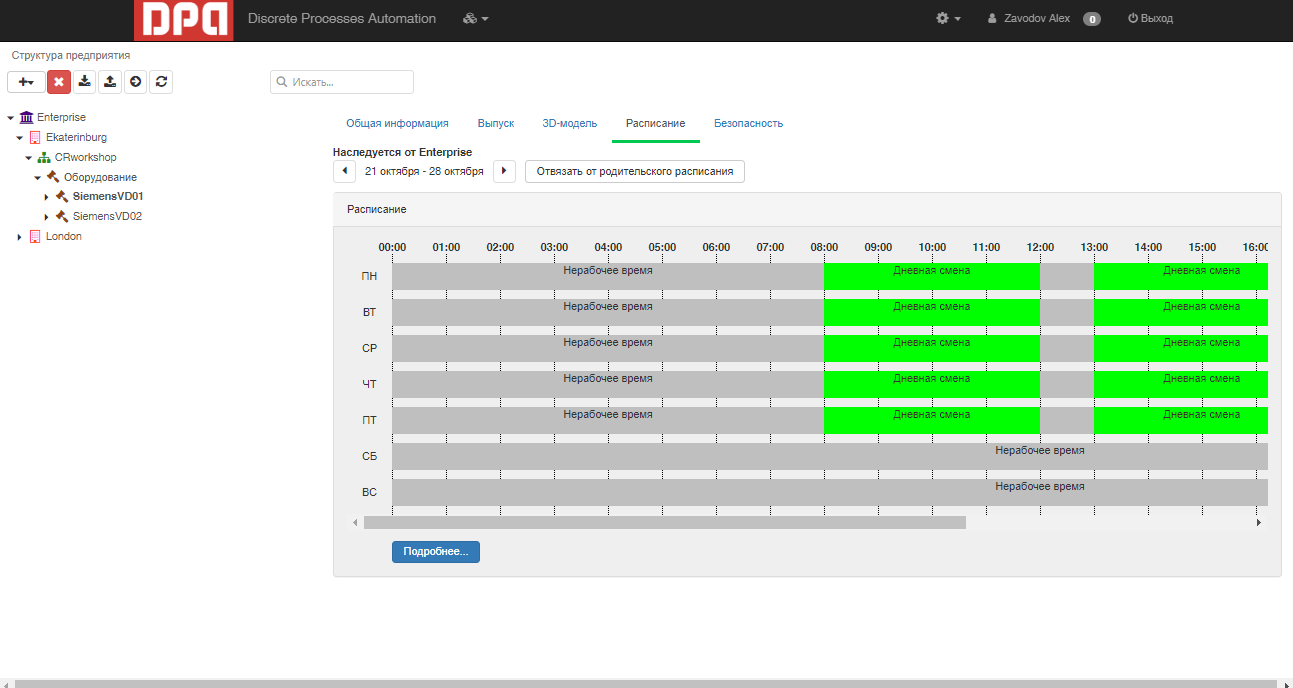 DPA Discrete Processes Automation Zavodov Alex 0 Выход
Структура предприятия
Искать...
Enterprise
Ekaterinburg
CRworkshop
Оборудование
SiemensVD01
SiemensVD02
London
Общая информация Выпуск 3D-модель Расписание Безопасность
Наследуется от Enterprise
21 октября - 28 октября Отвязать от родительского расписания
Расписание
00:00 01:00 02:00 03:00 04:00 05:00 06:00 07:00 08:00 09:00 10:00 11:00 12:00 13:00 14:00 15:00 16:00
ПН Нерабочее время Дневная смена Дневная смена
ВТ Нерабочее время Дневная смена Дневная смена
СР Нерабочее время Дневная смена Дневная смена
ЧТ Нерабочее время Дневная смена Дневная смена
ПТ Нерабочее время Дневная смена Дневная смена
СБ Нерабочее время
ВС Нерабочее время
Подробнее...